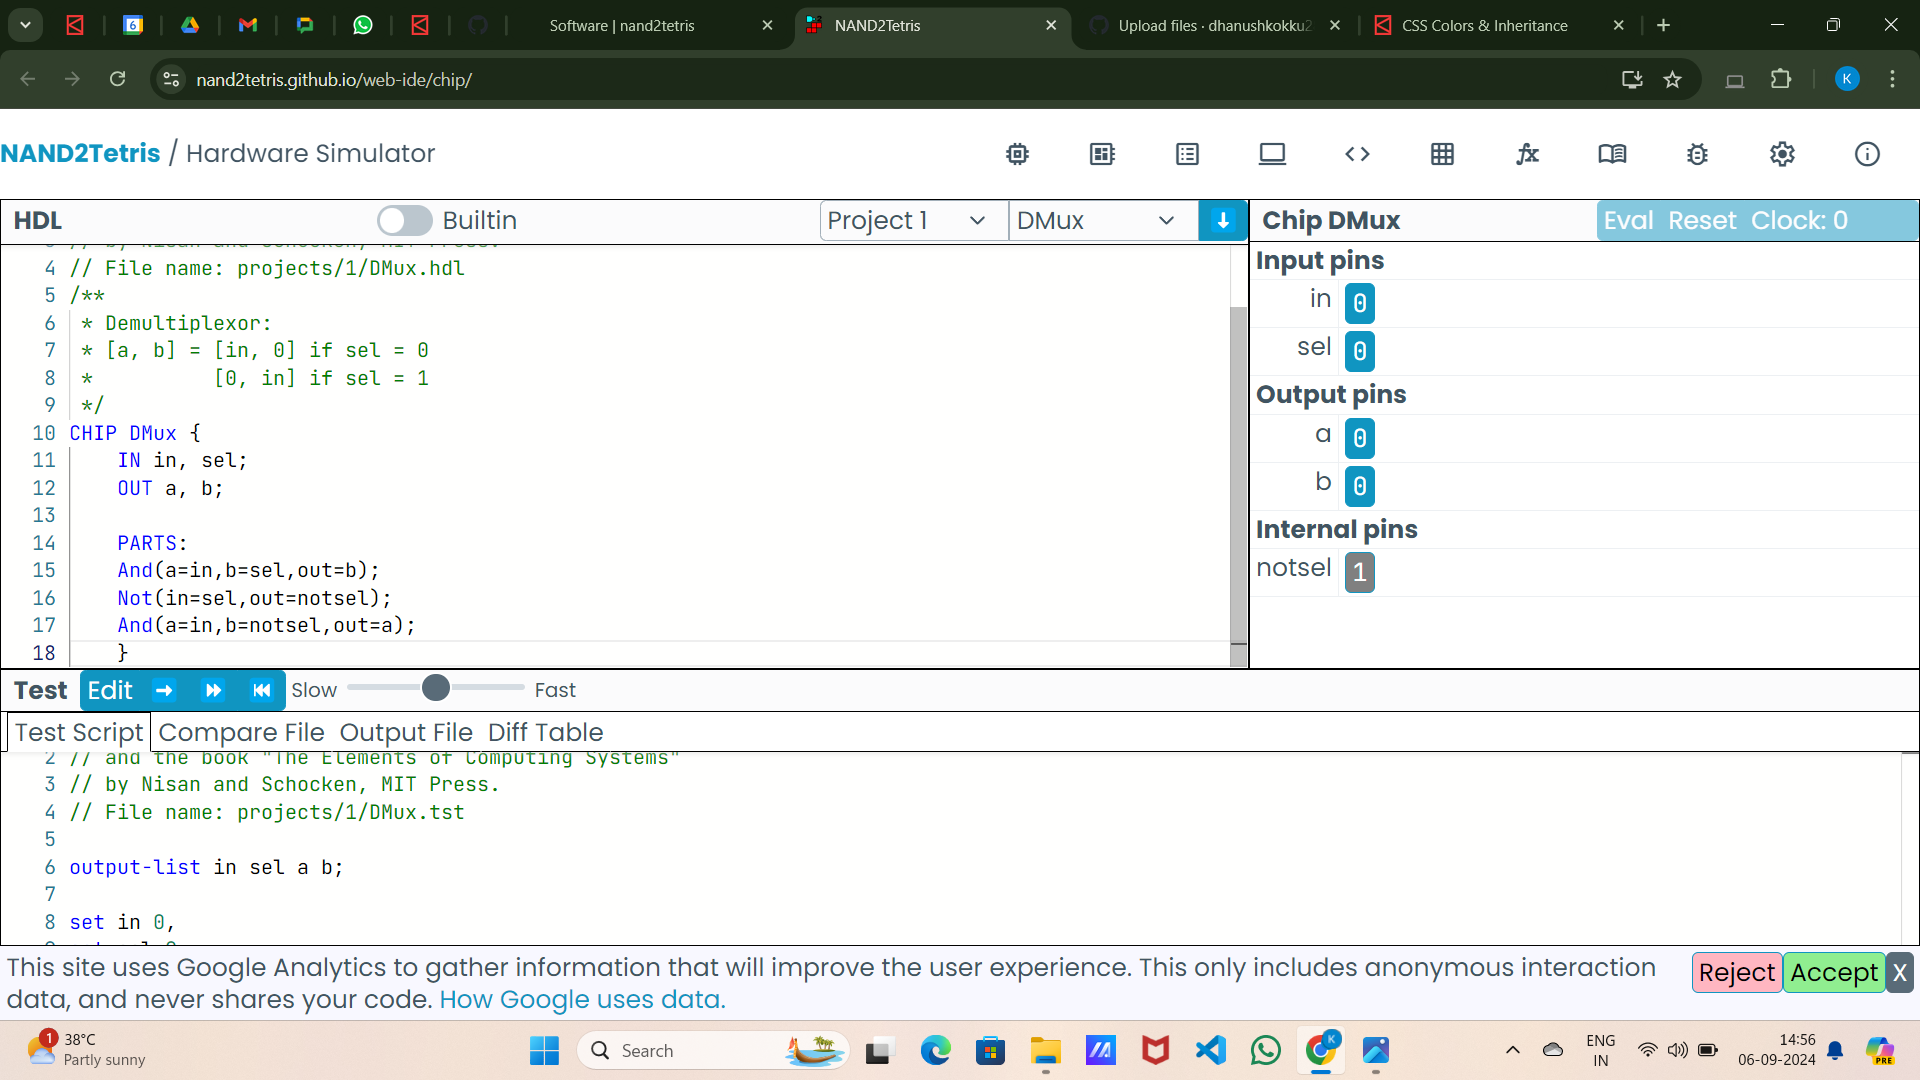 Software | nand2tetris
NAND2Tetris
Upload files · dhanushkokku2
CSS Colors & Inheritance
nand2tetris.github.io/web-ide/chip/
K
NAND2Tetris / Hardware Simulator
HDL
Builtin
Project 1
DMux
Chip DMux
Eval Reset Clock: 0
4 // File name: projects/1/DMux.hdl
5 /**
6 * Demultiplexor:
7 * [a, b] = [in, 0] if sel = 0
8 * [0, in] if sel = 1
9 */
10 CHIP DMux {
11 IN in, sel;
12 OUT a, b;
13
14 PARTS:
15 And(a=in,b=sel,out=b);
16 Not(in=sel,out=notsel);
17 And(a=in,b=notsel,out=a);
18 }
Input pins
in 0
sel 0
Output pins
a 0
b 0
Internal pins
notsel 1
Test Edit Slow Fast
Test Script Compare File Output File Diff Table
2 // and the book "The Elements of Computing Systems"
3 // by Nisan and Schocken, MIT Press.
4 // File name: projects/1/DMux.tst
5
6 output-list in sel a b;
7
8 set in 0,
This site uses Google Analytics to gather information that will improve the user experience. This only includes anonymous interaction
data, and never shares your code. How Google uses data.
Reject Accept X
1
38°C
Partly sunny
Search
K
ENG
IN
14:56
06-09-2024
PRE